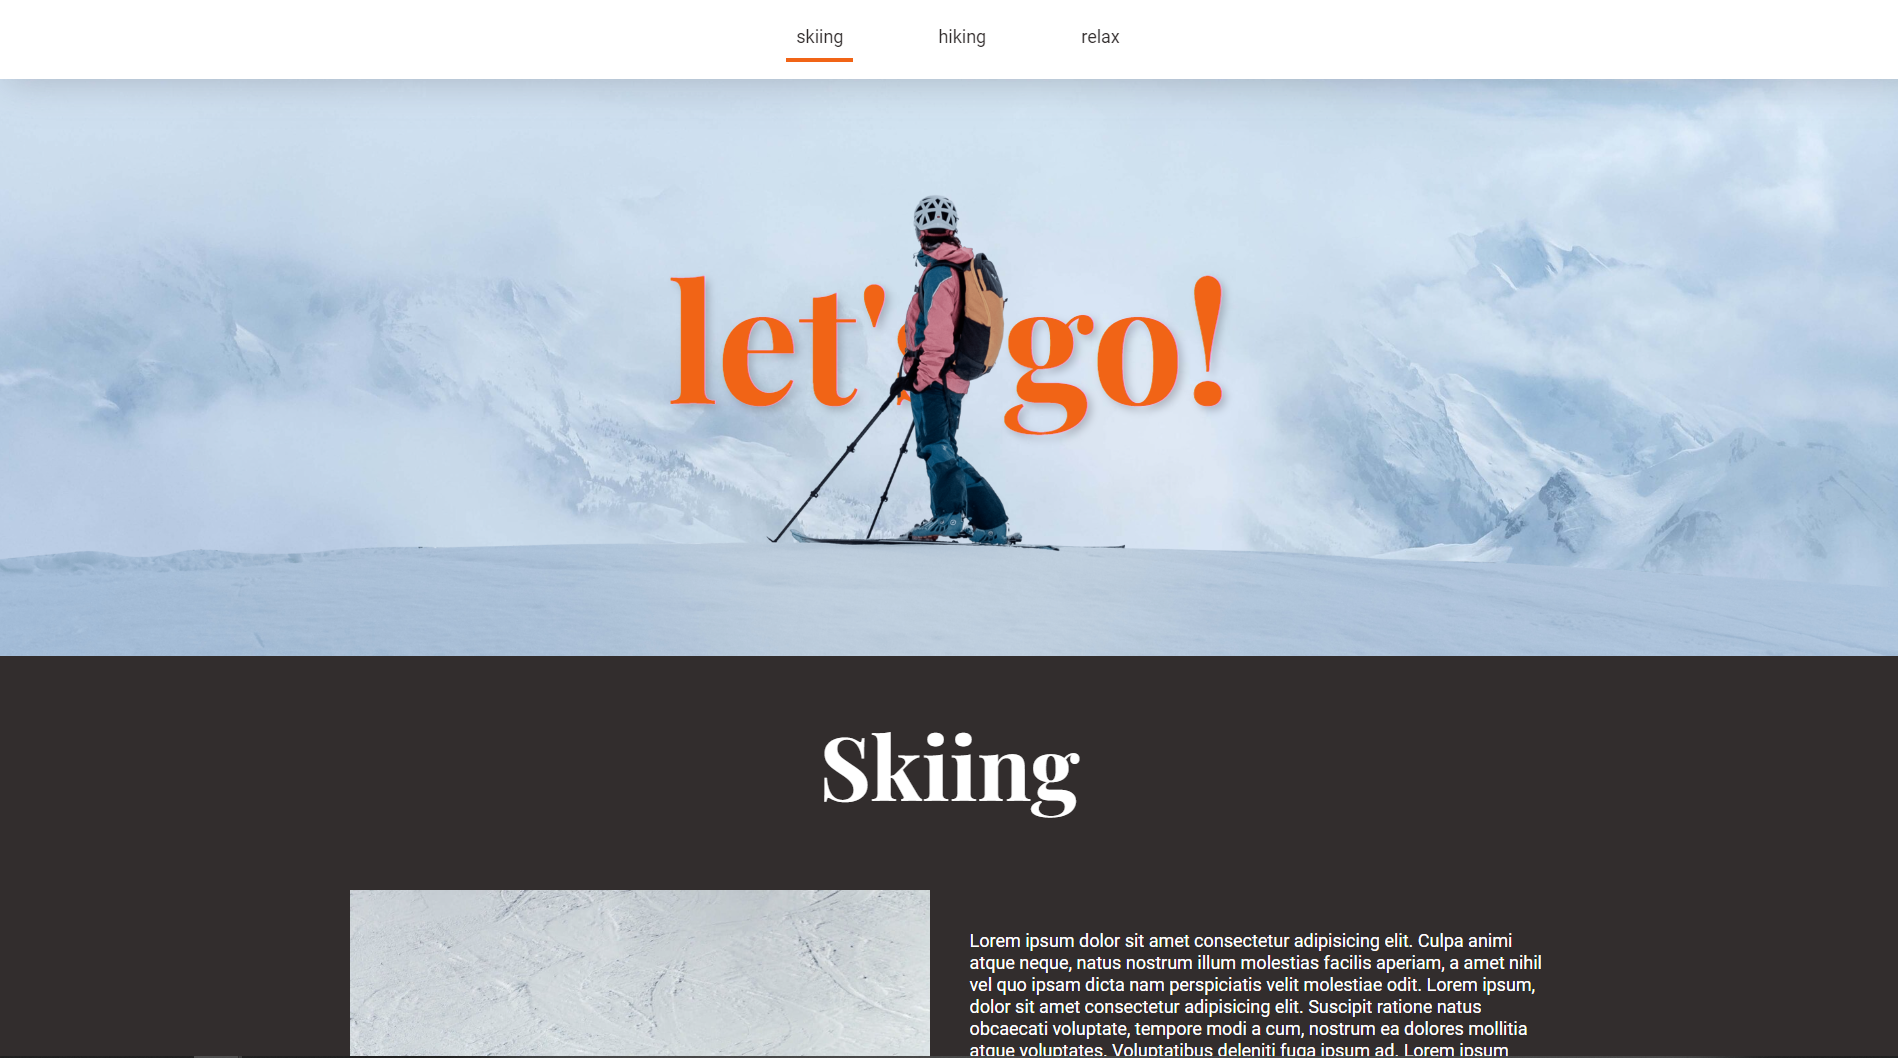 skiing hiking relax
let's go!
Skiing
Lorem ipsum dolor sit amet consectetur adipisicing elit. Culpa animi
atque neque, natus nostrum illum molestias facilis aperiam, a amet nihil
vel quo ipsam dicta nam perspiciatis velit molestiae odit. Lorem ipsum,
dolor sit amet consectetur adipisicing elit. Suscipit ratione natus
obcaecati voluptate, tempore modi a cum, nostrum ea dolores mollitia
atque voluptates. Voluptatibus deleniti fuga ipsum ad. Lorem ipsum